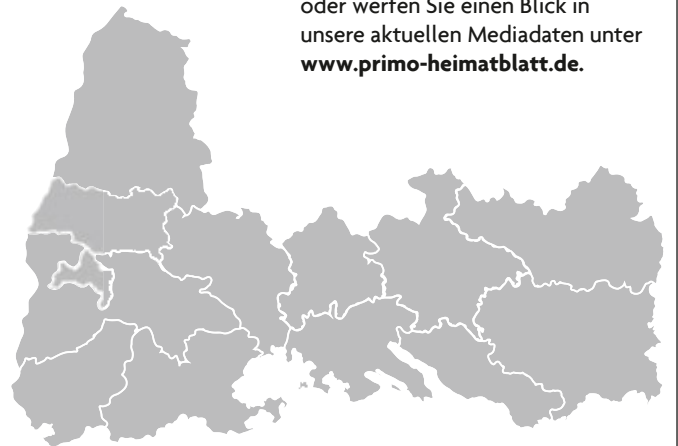 oder werfen Sie einen Blick in
unsere aktuellen Mediadaten unter
www.primo-heimatblatt.de.